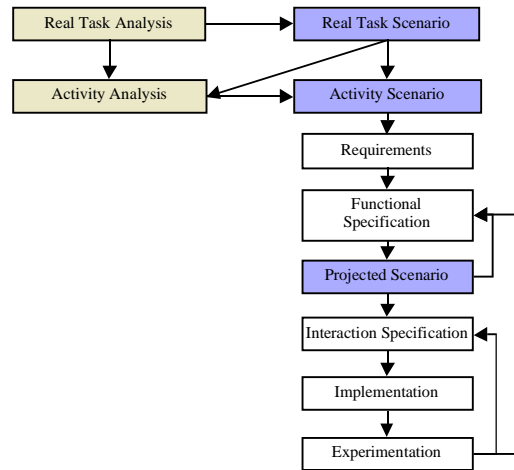 Real Task Analysis
Real Task Scenario
Activity Analysis
Activity Scenario
Requirements
Functional
Specification
Projected Scenario
Interaction Specification
Implementation
Experimentation